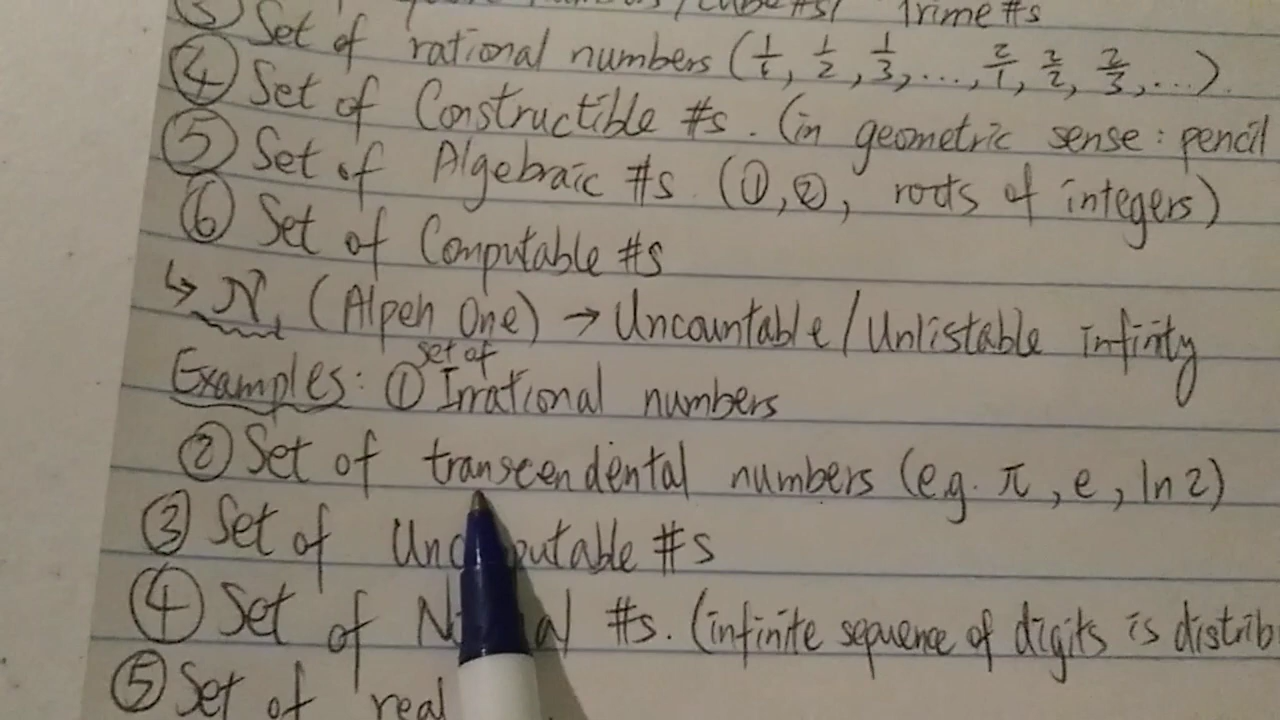 Prime #s
③ Set of rational numbers (1/1, 1/2, 1/3, ..., 2/1, 2/2, 2/3, ...).
④ Set of Constructible #s. (in geometric sense: pencil
⑤ Set of Algebraic #s. (①,②, roots of integers)
⑥ Set of Computable #s
↳ ℵ₁ (Alpeh One) → Uncountable/Unlistable infinity
Examples: ① set of Irrational numbers
② Set of transcendental numbers (e.g. π, e, ln 2)
③ Set of #s
④ Set of #s. (infinite sequence of digits is distrib
⑤ Set of real